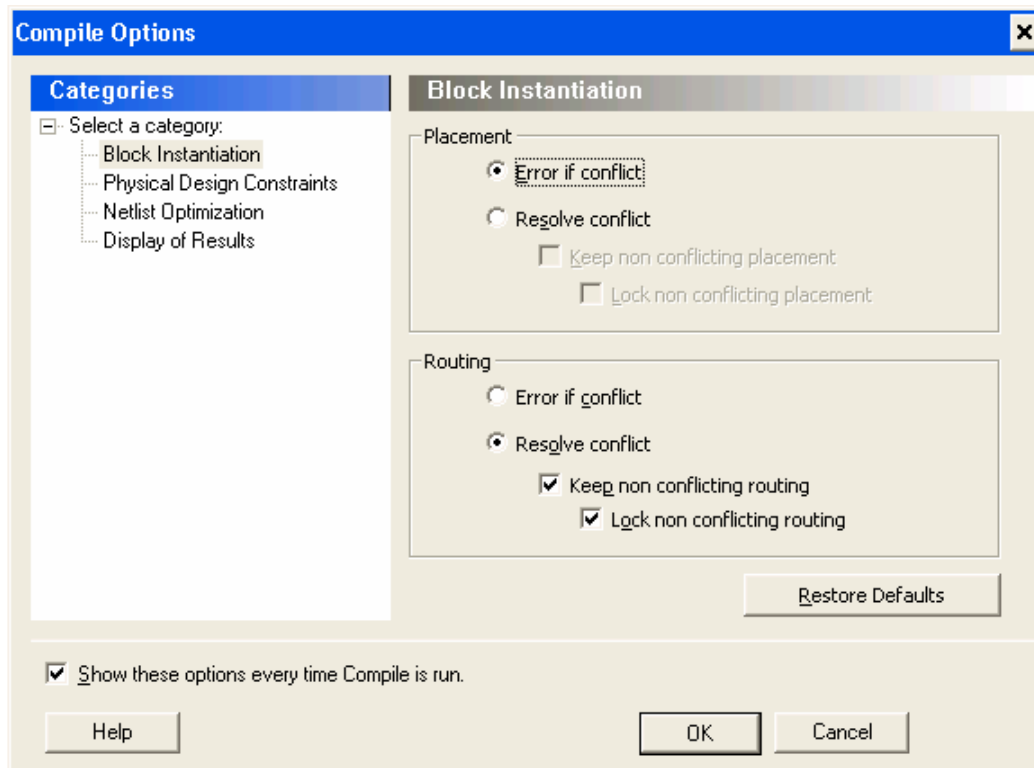 Compile Options
Categories
Select a category:
Block Instantiation
Physical Design Constraints
Netlist Optimization
Display of Results
Block Instantiation
Placement
Error if conflict
Resolve conflict
Keep non conflicting placement
Lock non conflicting placement
Routing
Error if conflict
Resolve conflict
Keep non conflicting routing
Lock non conflicting routing
Restore Defaults
Show these options every time Compile is run.
Help
OK
Cancel